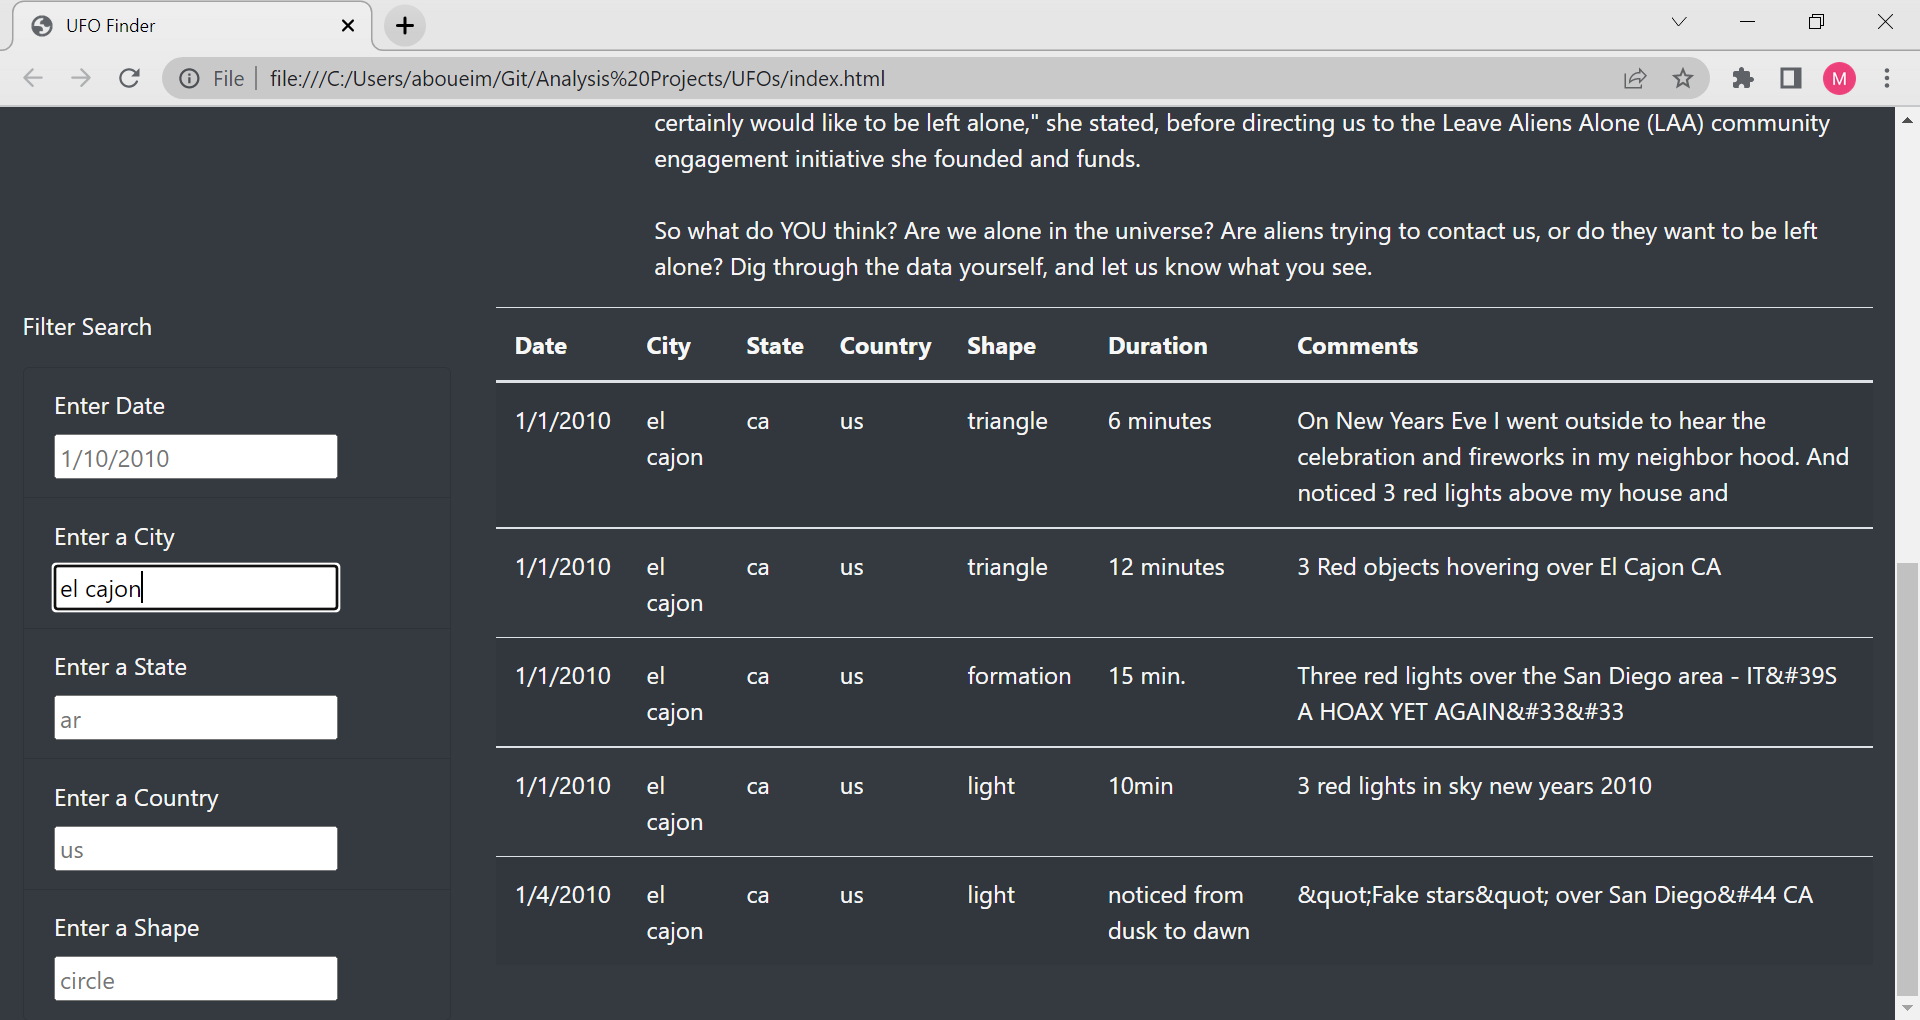 UFO Finder
File
file:///C:/Users/aboueim/Git/Analysis%20Projects/UFOs/index.html
M
certainly would like to be left alone," she stated, before directing us to the Leave Aliens Alone (LAA) community
engagement initiative she founded and funds.
So what do YOU think? Are we alone in the universe? Are aliens trying to contact us, or do they want to be left
alone? Dig through the data yourself, and let us know what you see.
Filter Search
Enter Date
1/10/2010
Enter a City
el cajon
Enter a State
ar
Enter a Country
us
Enter a Shape
circle
Date City State Country Shape Duration Comments
1/1/2010 el ca us triangle 6 minutes On New Years Eve I went outside to hear the
cajon celebration and fireworks in my neighbor hood. And
noticed 3 red lights above my house and
1/1/2010 el ca us triangle 12 minutes 3 Red objects hovering over El Cajon CA
cajon
1/1/2010 el ca us formation 15 min. Three red lights over the San Diego area - IT&#39S
cajon A HOAX YET AGAIN&#33&#33
1/1/2010 el ca us light 10min 3 red lights in sky new years 2010
cajon
1/4/2010 el ca us light noticed from &quot;Fake stars&quot; over San Diego&#44 CA
cajon dusk to dawn